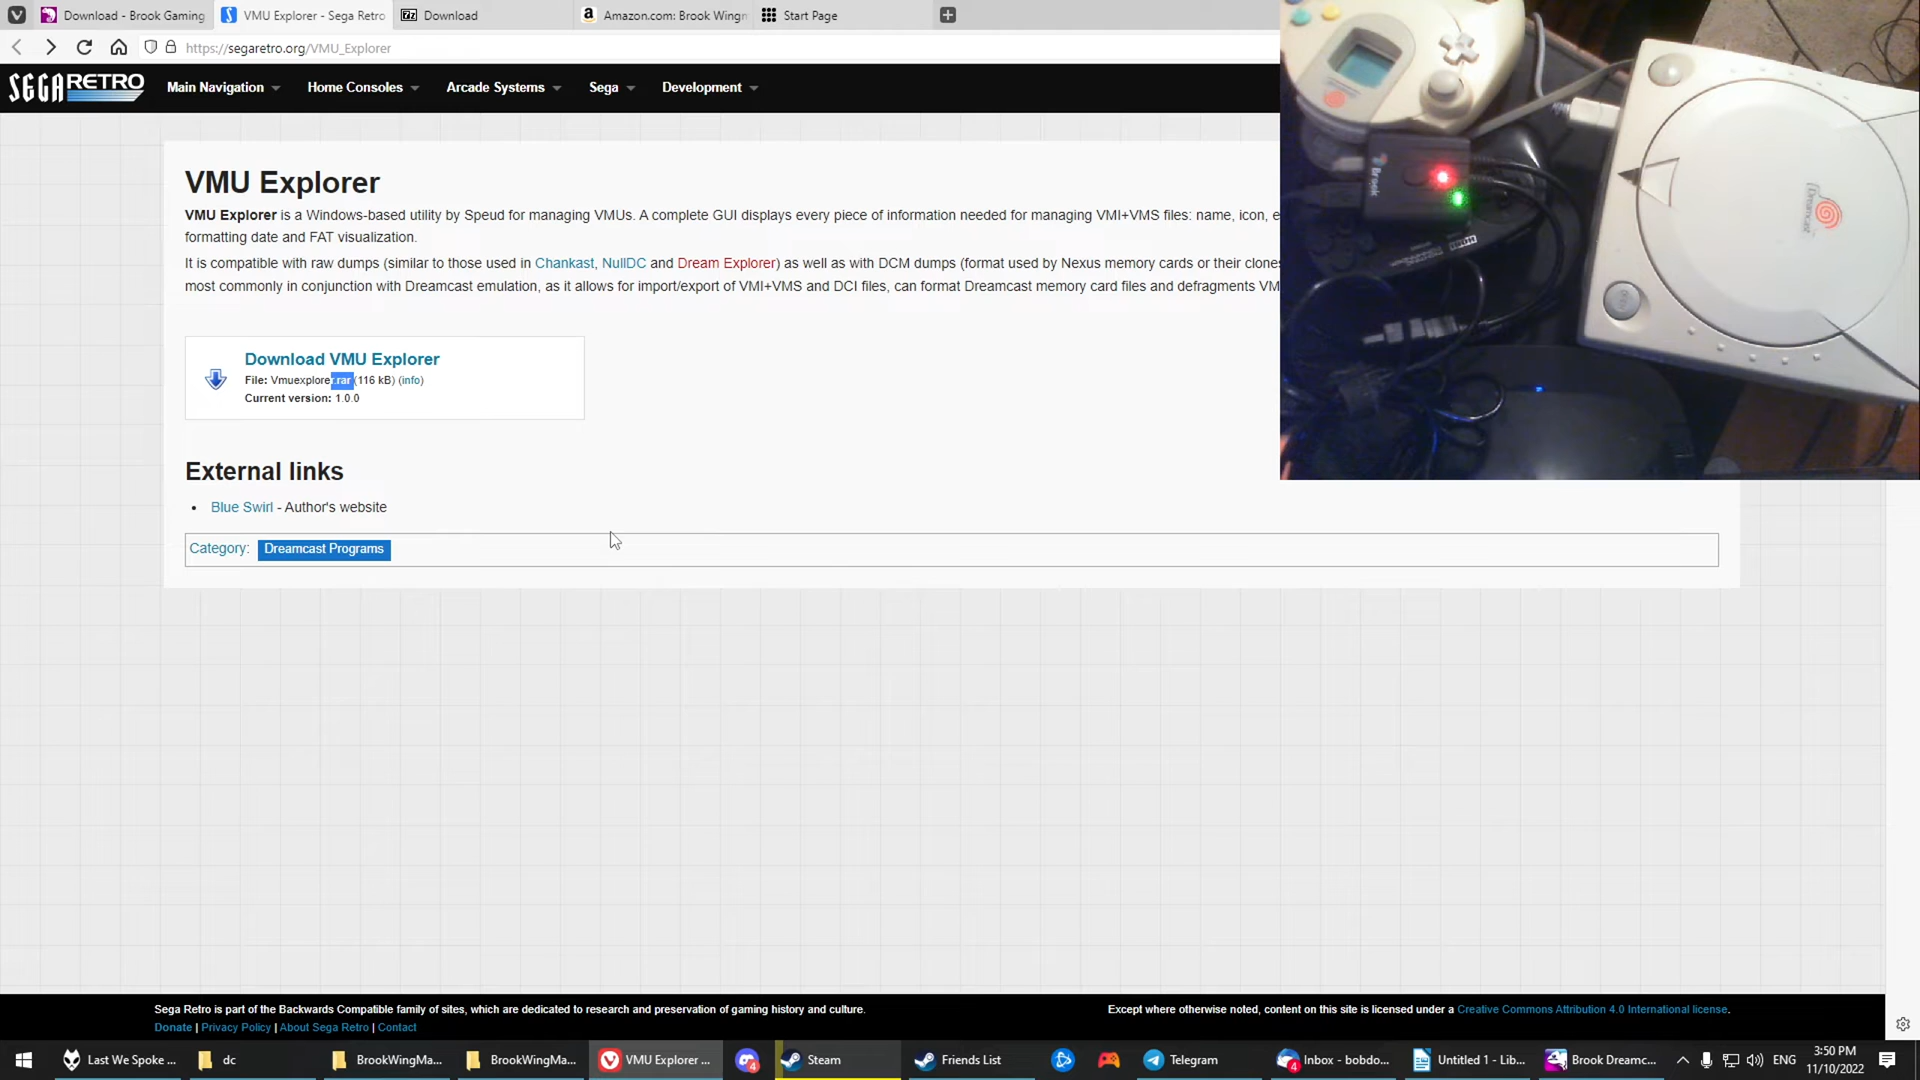 Download - Brook Gaming
VMU Explorer - Sega Retro
Download
Amazon.com: Brook Wingm
Start Page
https://segaretro.org/VMU_Explorer
SEGA RETRO
Main Navigation
Home Consoles
Arcade Systems
Sega
Development
VMU Explorer
VMU Explorer is a Windows-based utility by Speud for managing VMUs. A complete GUI displays every piece of information needed for managing VMI+VMS files: name, icon, e
formatting date and FAT visualization.
It is compatible with raw dumps (similar to those used in Chankast, NullDC and Dream Explorer) as well as with DCM dumps (format used by Nexus memory cards or their clones
most commonly in conjunction with Dreamcast emulation, as it allows for import/export of VMI+VMS and DCI files, can format Dreamcast memory card files and defragments VM
Download VMU Explorer
File: Vmuexplorer.rar (116 kB) (info)
Current version: 1.0.0
External links
Blue Swirl - Author's website
Category: Dreamcast Programs
Brook
HORI
Dreamcast
Sega Retro is part of the Backwards Compatible family of sites, which are dedicated to research and preservation of gaming history and culture.
Donate | Privacy Policy | About Sega Retro | Contact
Except where otherwise noted, content on this site is licensed under a Creative Commons Attribution 4.0 International license.
Last We Spoke ...
dc
BrookWingMa...
BrookWingMa...
VMU Explorer ...
4
Steam
Friends List
Telegram
4
Inbox - bobdo...
Untitled 1 - Lib...
Brook Dreamc...
ENG
3:50 PM
11/10/2022